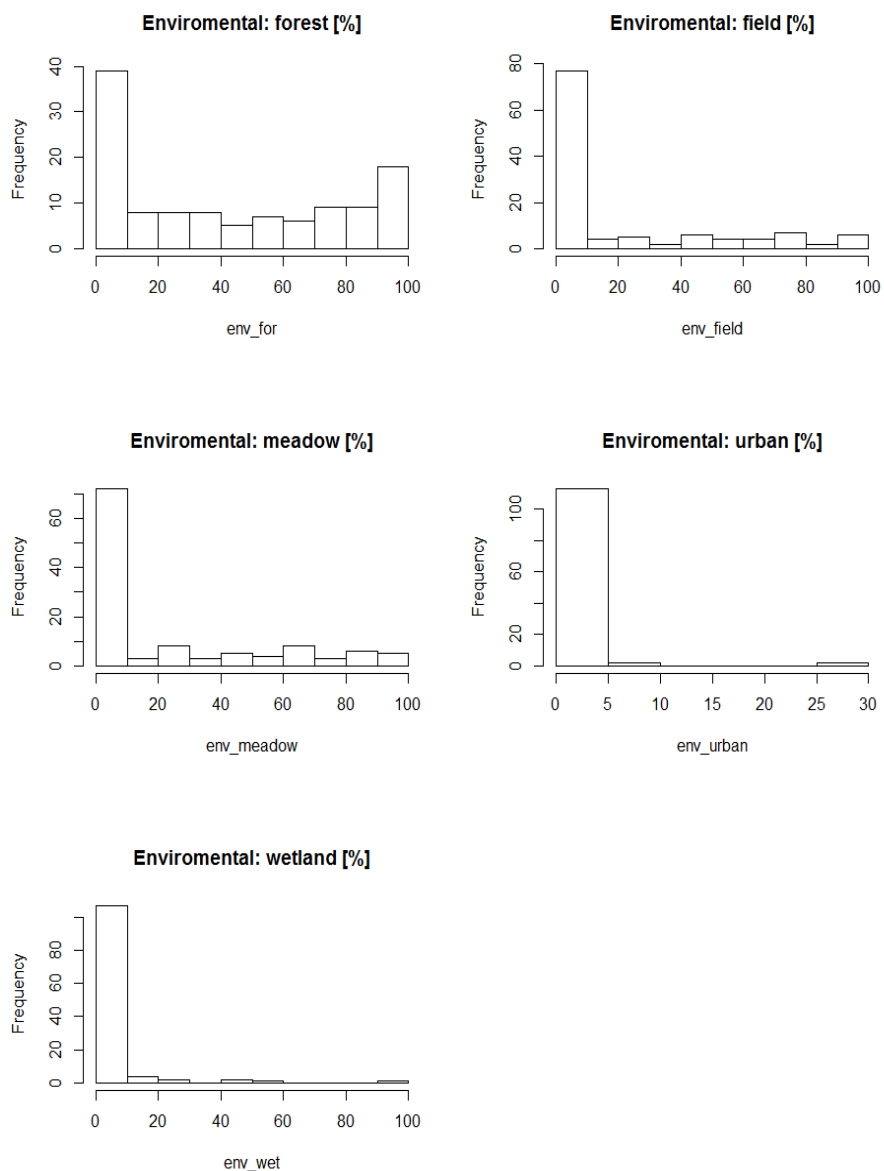 Enviromental: forest [%]
Frequency
0 10 20 30 40
0 20 40 60 80 100
env_for
Enviromental: field [%]
Frequency
0 20 40 60 80
0 20 40 60 80 100
env_field
Enviromental: meadow [%]
Frequency
0 20 40 60
0 20 40 60 80 100
env_meadow
Enviromental: urban [%]
Frequency
0 20 60 100
0 5 10 15 20 25 30
env_urban
Enviromental: wetland [%]
Frequency
0 20 40 60 80
0 20 40 60 80 100
env_wet